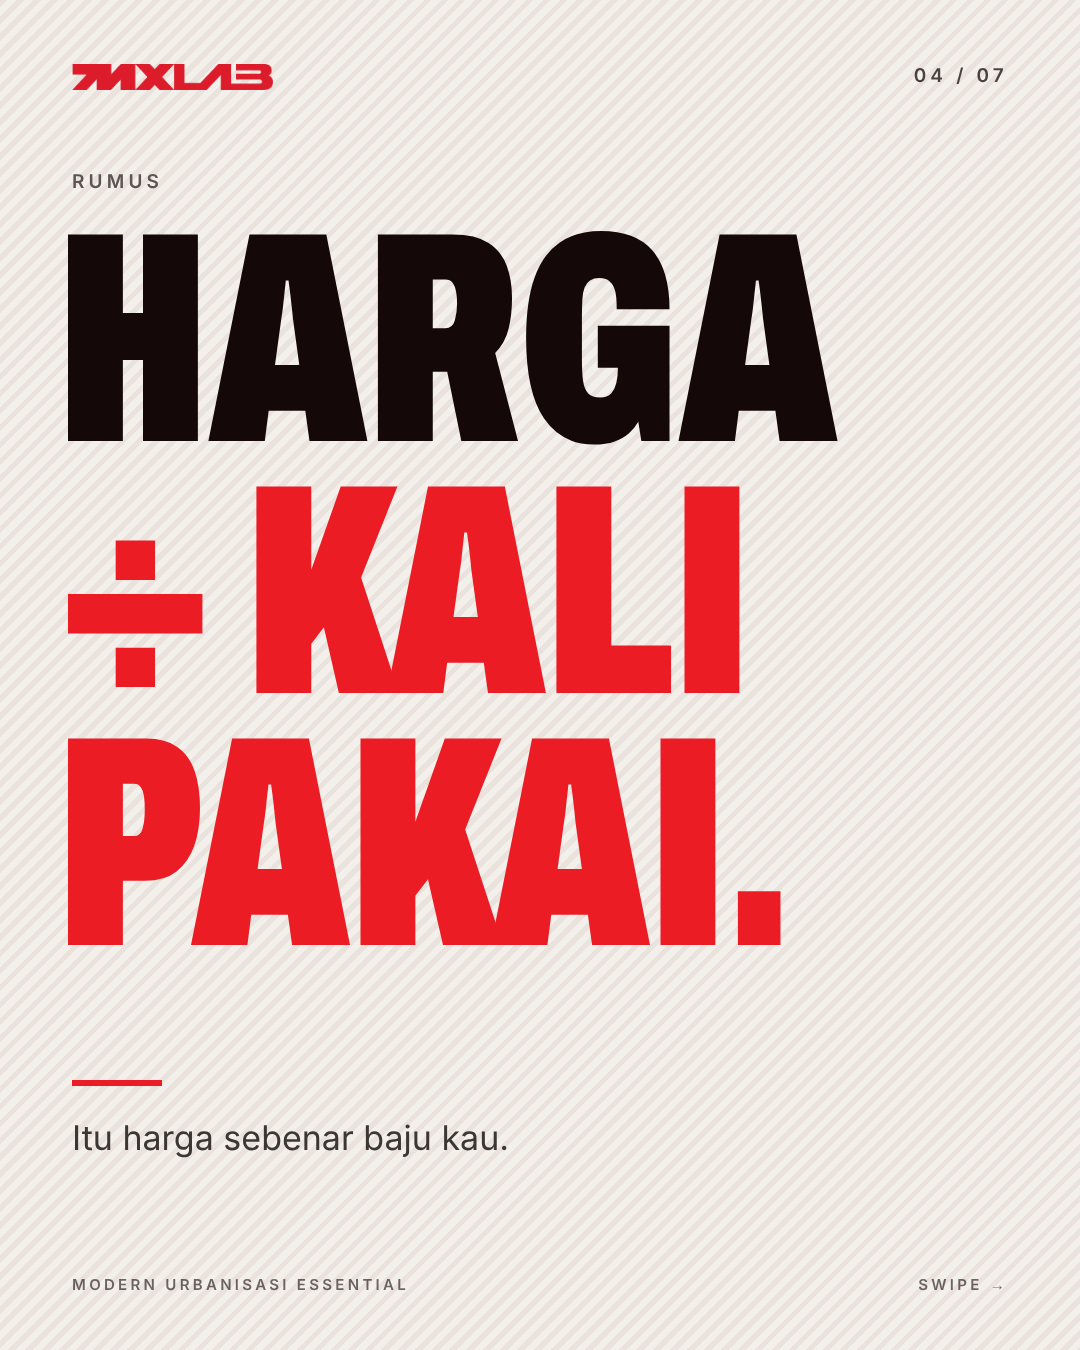 7MXLAB
04 / 07
RUMUS
HARGA
÷ KALI
PAKAI.
Itu harga sebenar baju kau.
MODERN URBANISASI ESSENTIAL
SWIPE →